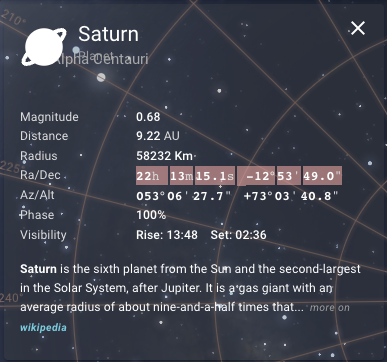 210°
Saturn
Planet
Alpha Centauri
Magnitude 0.68
Distance 9.22 AU
Radius 58232 Km
Ra/Dec 22h 13m 15.1s -12° 53' 49.0"
Az/Alt 053° 06' 27.7" +73° 03' 40.8"
Phase 100%
225°
Visibility Rise: 13:48 Set: 02:36
Saturn is the sixth planet from the Sun and the second-largest
in the Solar System, after Jupiter. It is a gas giant with an
240°
average radius of about nine-and-a-half times that... more on
wikipedia